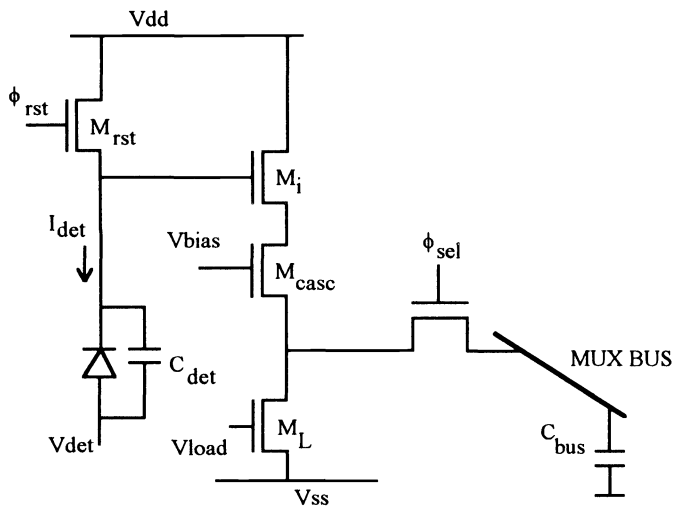 Vdd
ϕrst
Mrst
Mi
Idet
Vbias
Mcasc
ϕsel
MUX BUS
Cdet
Vdet
Vload
ML
Cbus
Vss